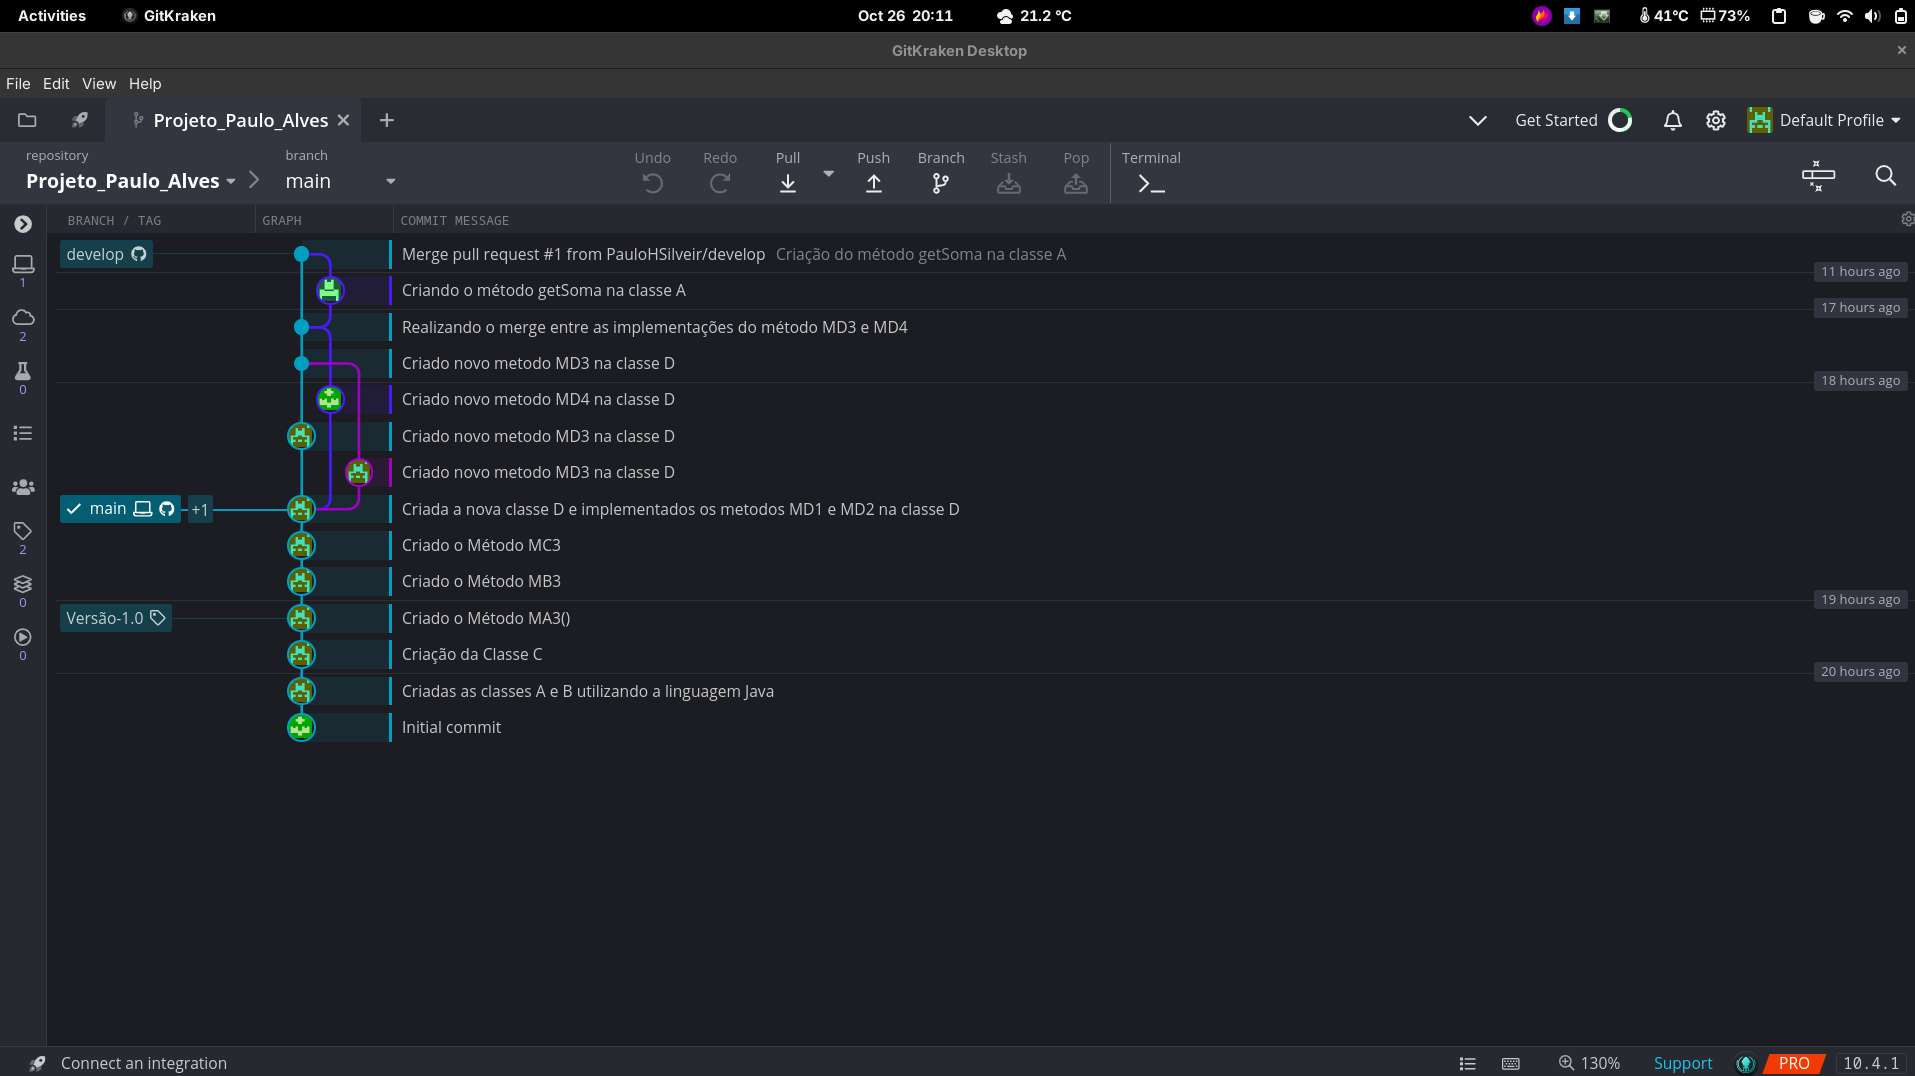 Activities GitKraken Oct 26 20:11 21.2 °C 41°C 73%
GitKraken Desktop
File Edit View Help
Projeto_Paulo_Alves Get Started Default Profile
repository branch
Projeto_Paulo_Alves main
Undo Redo Pull Push Branch Stash Pop Terminal
BRANCH / TAG GRAPH COMMIT MESSAGE
develop Merge pull request #1 from PauloHSilveir/develop Criação do método getSoma na classe A
11 hours ago
Criando o método getSoma na classe A
17 hours ago
Realizando o merge entre as implementações do método MD3 e MD4
Criado novo metodo MD3 na classe D
18 hours ago
Criado novo metodo MD4 na classe D
Criado novo metodo MD3 na classe D
Criado novo metodo MD3 na classe D
main +1 Criada a nova classe D e implementados os metodos MD1 e MD2 na classe D
Criado o Método MC3
Criado o Método MB3
19 hours ago
Versão-1.0 Criado o Método MA3()
Criação da Classe C
20 hours ago
Criadas as classes A e B utilizando a linguagem Java
Initial commit
1
2
0
2
0
0
Connect an integration 130% Support PRO 10.4.1